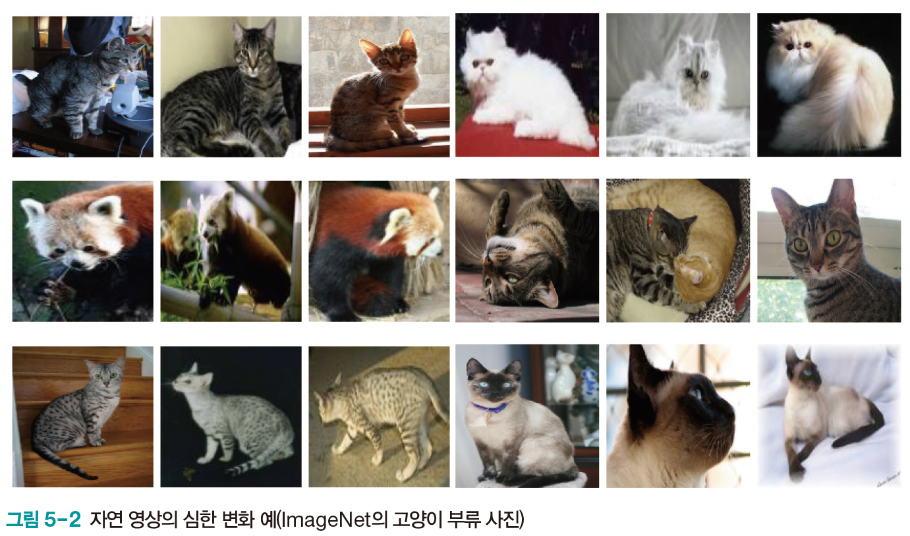 그림 5-2 자연 영상의 심한 변화 예(ImageNet의 고양이 부류 사진)